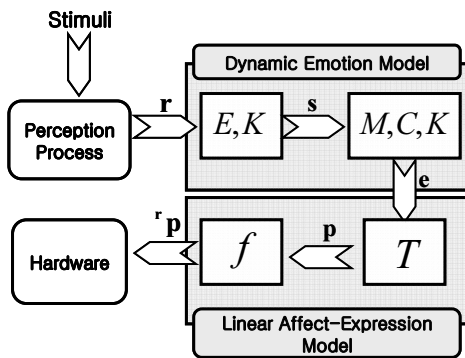 Stimuli
Dynamic Emotion Model
r
s
Perception
Process
E,K
M,C,K
e
r p
p
Hardware
f
T
Linear Affect-Expression
Model